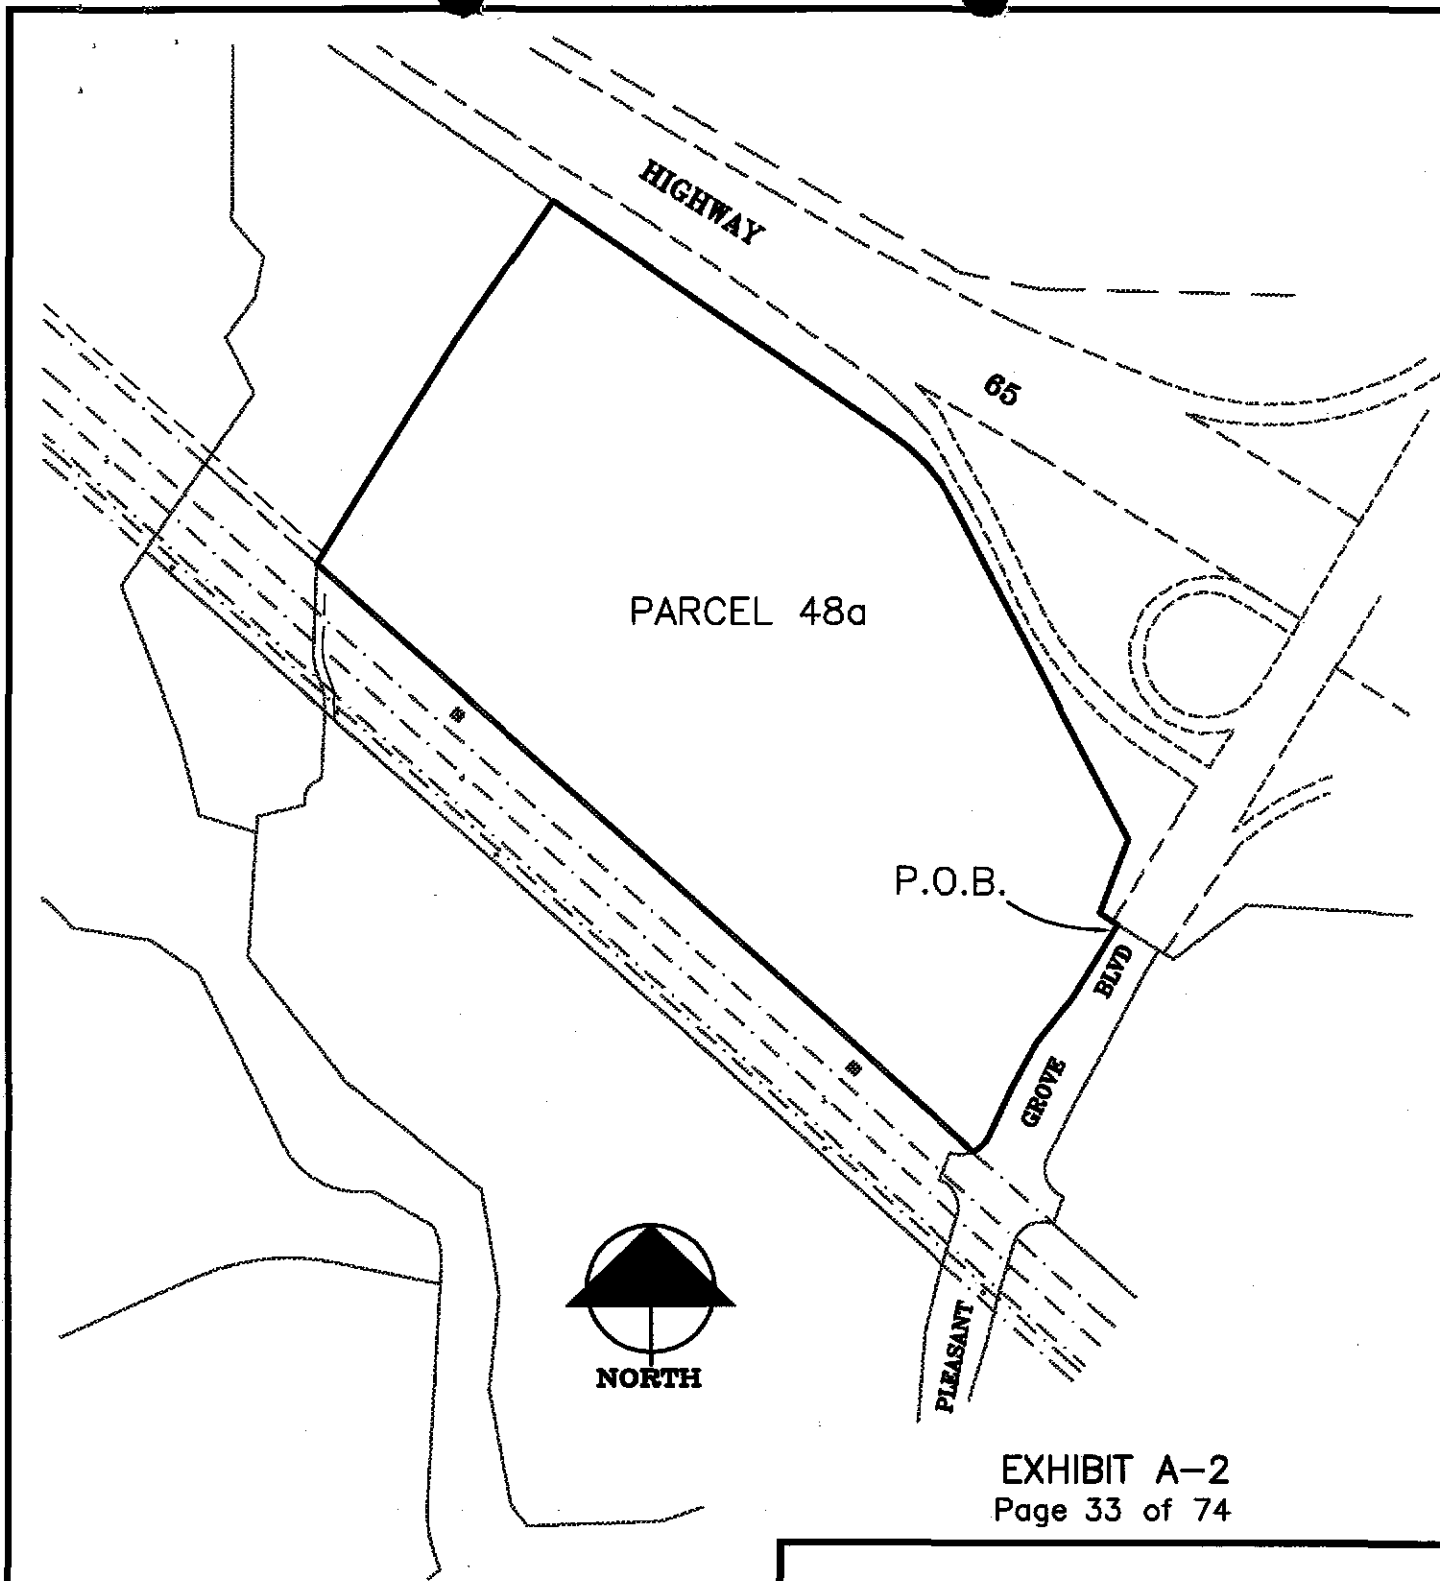 HIGHWAY
65
PARCEL 48a
P.O.B.
BLVD
GROVE
PLEASANT
NORTH
EXHIBIT A-2
Page 33 of 74